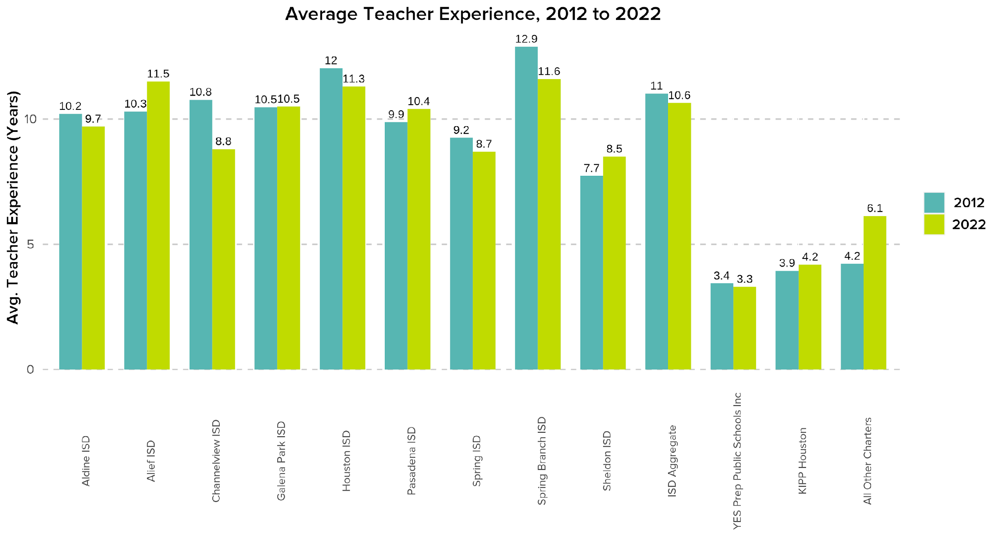 Average Teacher Experience, 2012 to 2022
Avg. Teacher Experience (Years)
10
5
0
10.2
9.7
10.3
11.5
10.8
8.8
10.5
10.5
12
11.3
9.9
10.4
9.2
8.7
12.9
11.6
7.7
8.5
11
10.6
3.4
3.3
3.9
4.2
4.2
6.1
Aldine ISD
Alief ISD
Channelview ISD
Galena Park ISD
Houston ISD
Pasadena ISD
Spring ISD
Spring Branch ISD
Sheldon ISD
ISD Aggregate
YES Prep Public Schools Inc
KIPP Houston
All Other Charters
2012
2022